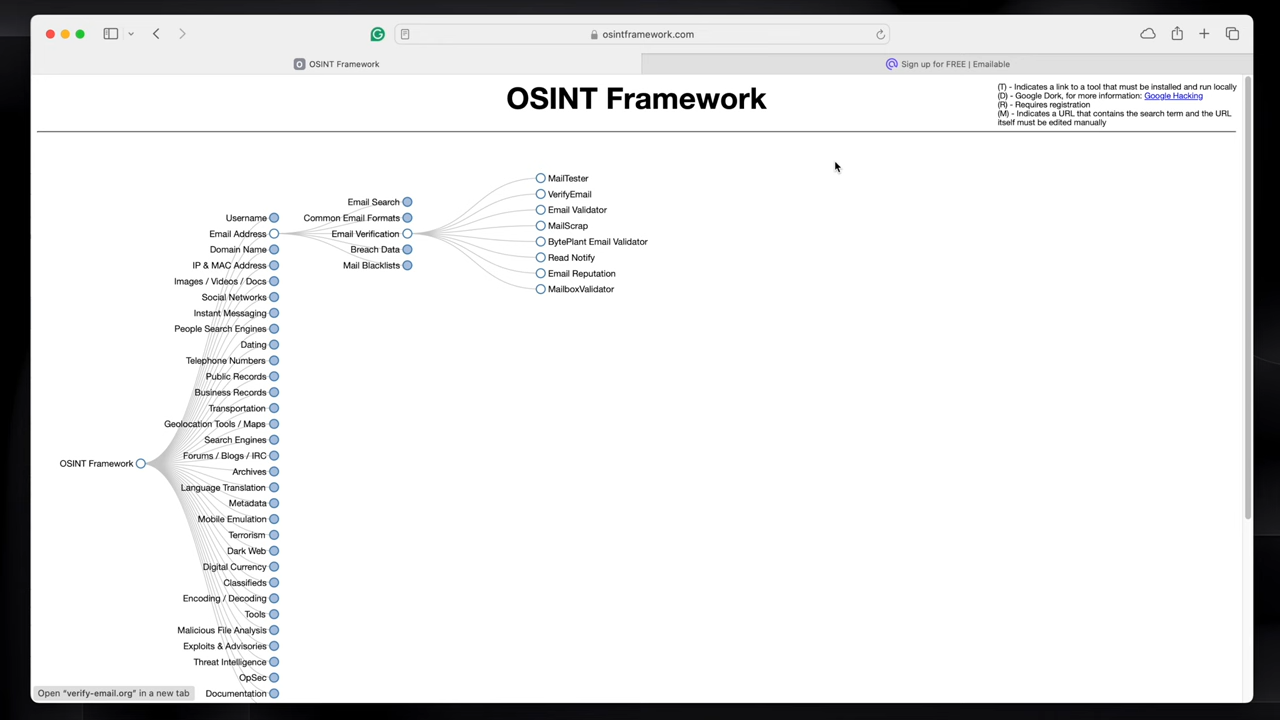 osintframework.com
OSINT Framework
Sign up for FREE | Emailable
OSINT Framework
(T) - Indicates a link to a tool that must be installed and run locally
(D) - Google Dork, for more information: Google Hacking
(R) - Requires registration
(M) - Indicates a URL that contains the search term and the URL
itself must be edited manually
MailTester
VerifyEmail
Email Validator
MailScrap
BytePlant Email Validator
Read Notify
Email Reputation
MailboxValidator
Email Search
Common Email Formats
Email Verification
Breach Data
Mail Blacklists
Username
Email Address
Domain Name
IP & MAC Address
Images / Videos / Docs
Social Networks
Instant Messaging
People Search Engines
Dating
Telephone Numbers
Public Records
Business Records
Transportation
Geolocation Tools / Maps
Search Engines
Forums / Blogs / IRC
OSINT Framework
Archives
Language Translation
Metadata
Mobile Emulation
Terrorism
Dark Web
Digital Currency
Classifieds
Encoding / Decoding
Tools
Malicious File Analysis
Exploits & Advisories
Threat Intelligence
OpSec
Documentation
Open "verify-email.org" in a new tab